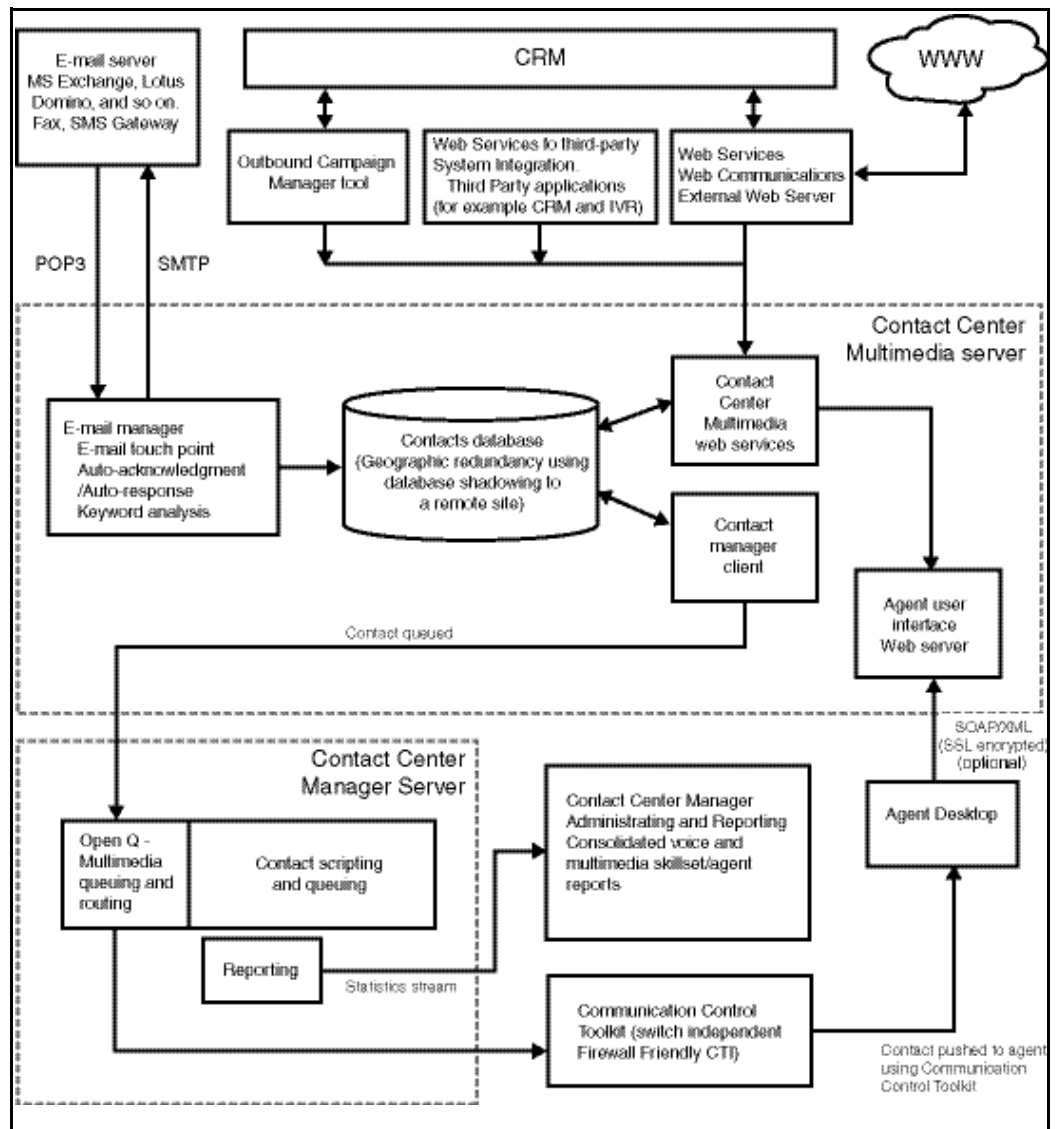 E-mail server
MS Exchange, Lotus
Domino, and so on.
Fax, SMS Gateway
CRM
WWW
Outbound Campaign
Manager tool
Web Services to third-party
System Integration.
Third Party applications
(for example CRM and IVR)
Web Services
Web Communications
External Web Server
POP3
SMTP
Contact Center
Multimedia server
E-mail manager
E-mail touch point
Auto-acknowledgment
/Auto-response
Keyword analysis
Contacts database
(Geographic redundancy using
database shadowing to
a remote site)
Contact
Center
Multimedia
web services
Contact
manager
client
Agent user
interface
Web server
Contact queued
SOAP/XML
(SSL encrypted)
(optional)
Contact Center
Manager Server
Open Q -
Multimedia
queuing and
routing
Contact scripting
and queuing
Reporting
Statistics stream
Contact Center Manager
Administrating and Reporting
Consolidated voice and
multimedia skillset/agent
reports
Agent Desktop
Communication Control
Toolkit (switch independent
Firewall Friendly CTI)
Contact pushed to agent
using Communication
Control Toolkit